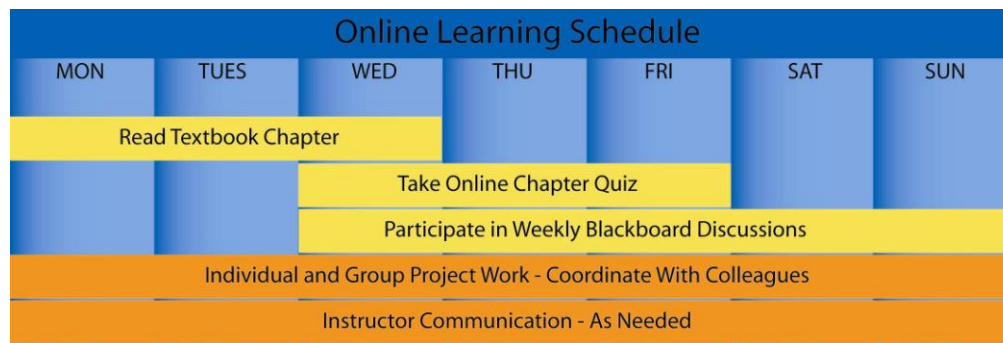 Online Learning Schedule
MON TUES WED THU FRI SAT SUN
Read Textbook Chapter
Take Online Chapter Quiz
Participate in Weekly Blackboard Discussions
Individual and Group Project Work - Coordinate With Colleagues
Instructor Communication - As Needed